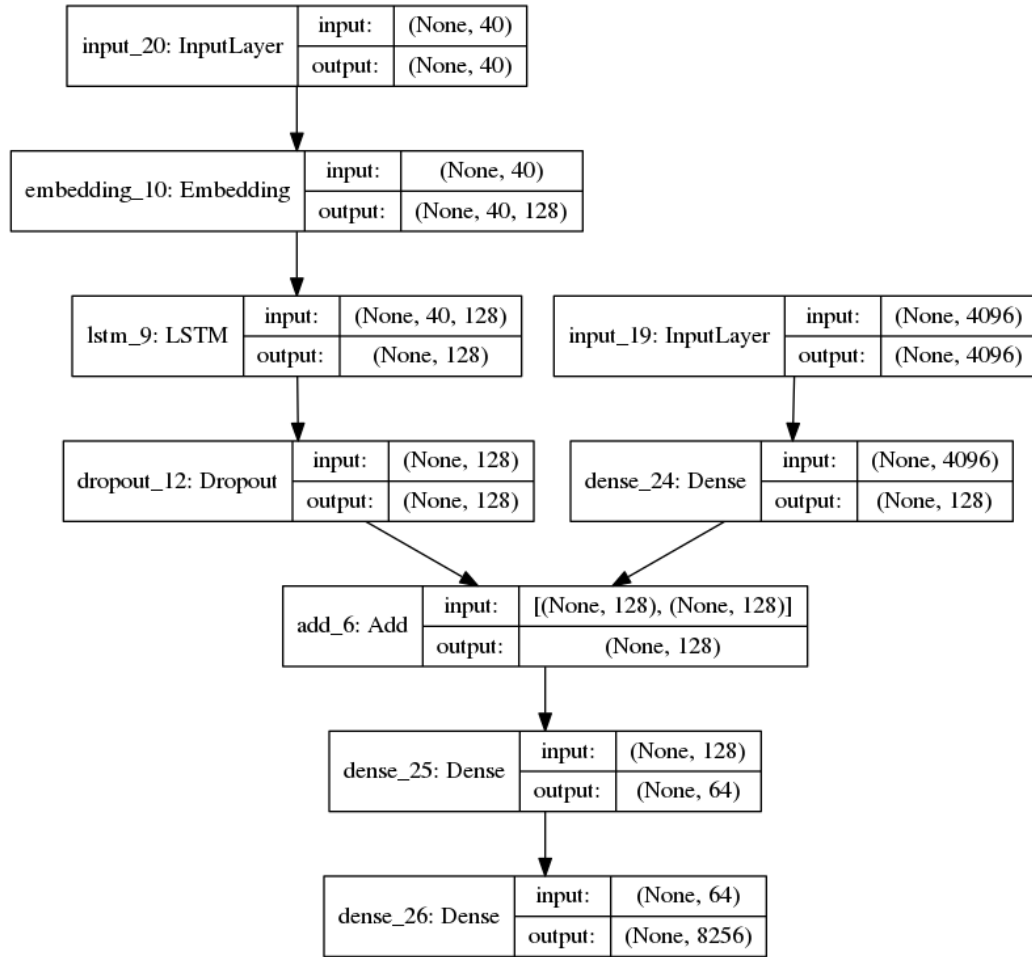 input_20: InputLayer
input: (None, 40)
output: (None, 40)
embedding_10: Embedding
input: (None, 40)
output: (None, 40, 128)
lstm_9: LSTM
input: (None, 40, 128)
output: (None, 128)
input_19: InputLayer
input: (None, 4096)
output: (None, 4096)
dropout_12: Dropout
input: (None, 128)
output: (None, 128)
dense_24: Dense
input: (None, 4096)
output: (None, 128)
add_6: Add
input: [(None, 128), (None, 128)]
output: (None, 128)
dense_25: Dense
input: (None, 128)
output: (None, 64)
dense_26: Dense
input: (None, 64)
output: (None, 8256)